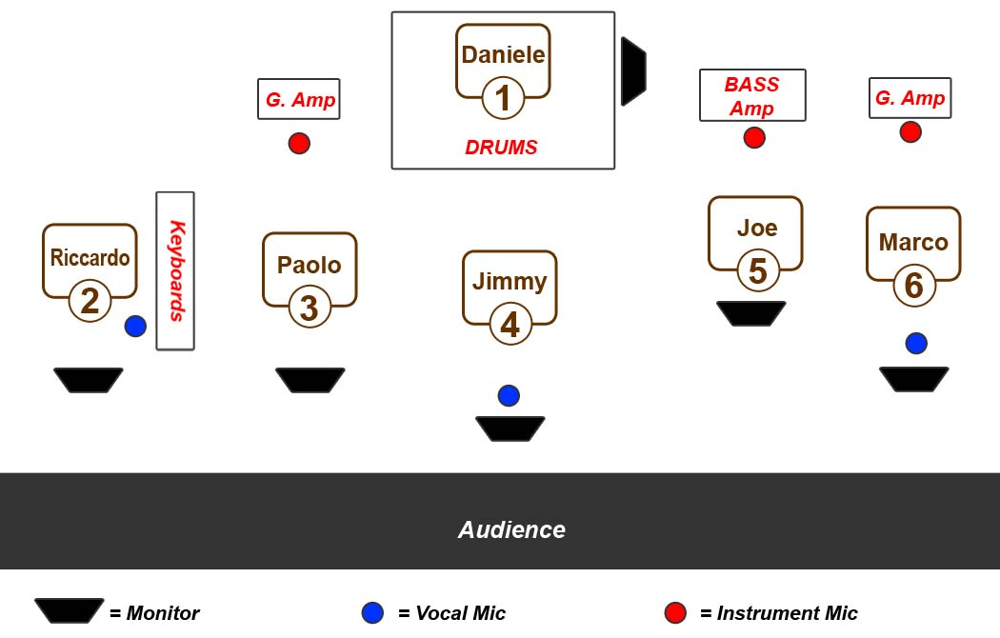 Daniele
1
DRUMS
G. Amp
BASS
Amp
G. Amp
Riccardo
2
Keyboards
Paolo
3
Jimmy
4
Joe
5
Marco
6
Audience
= Monitor
= Vocal Mic
= Instrument Mic